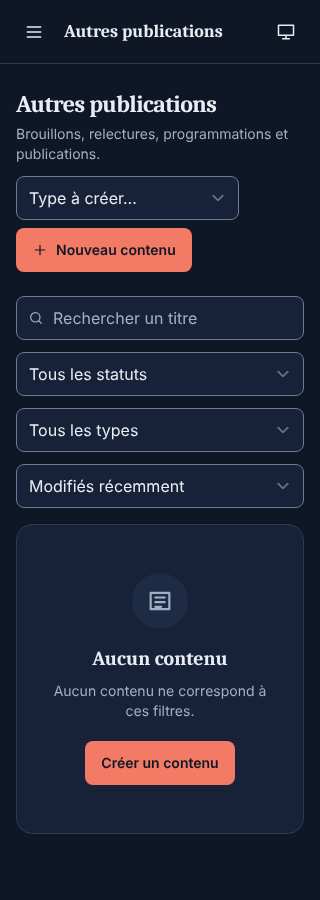 Autres publications
Autres publications
Brouillons, relectures, programmations et
publications.
Type à créer...
Nouveau contenu
Rechercher un titre
Tous les statuts
Tous les types
Modifiés récemment
Aucun contenu
Aucun contenu ne correspond à
ces filtres.
Créer un contenu